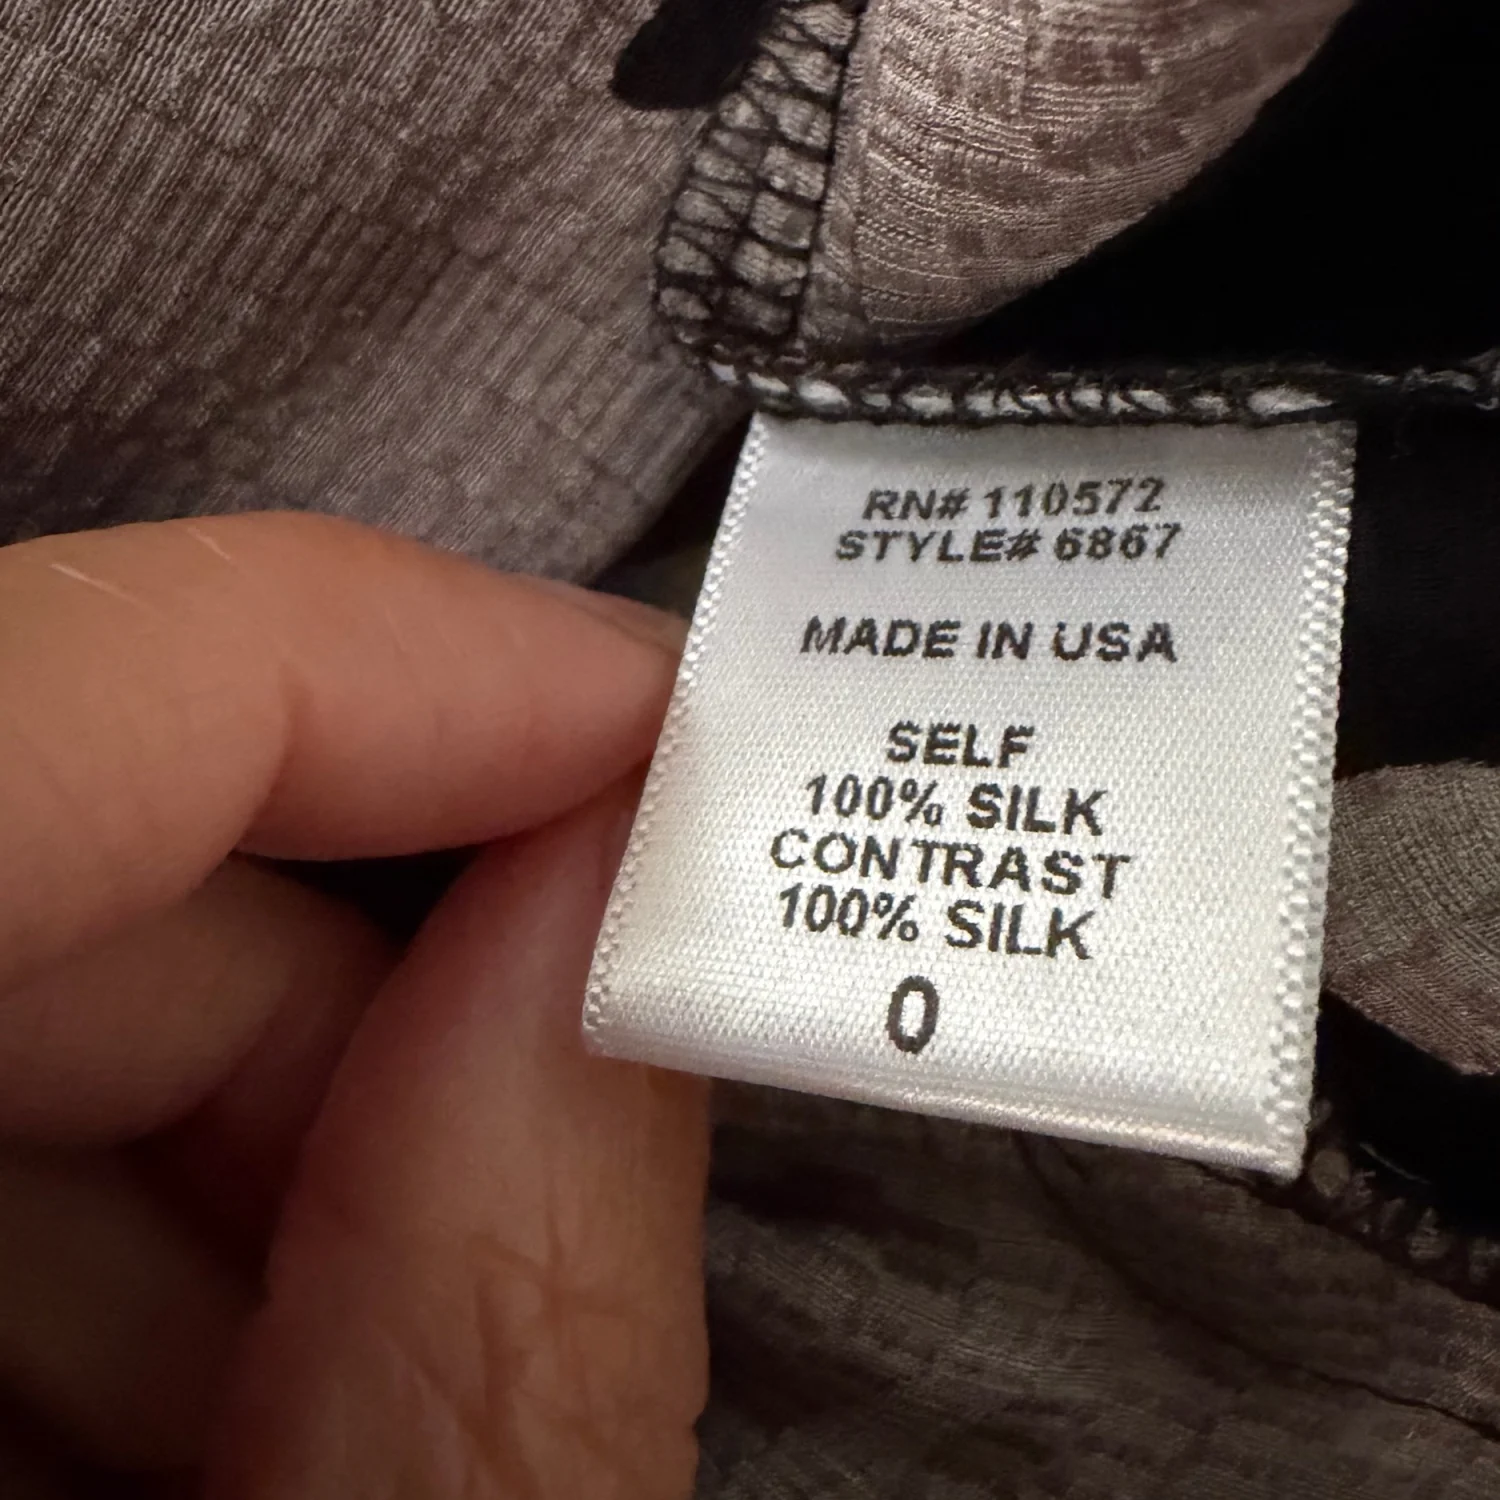 RN# 110572
STYLE# 6867
MADE IN USA
SELF
100% SILK
CONTRAST
100% SILK
0